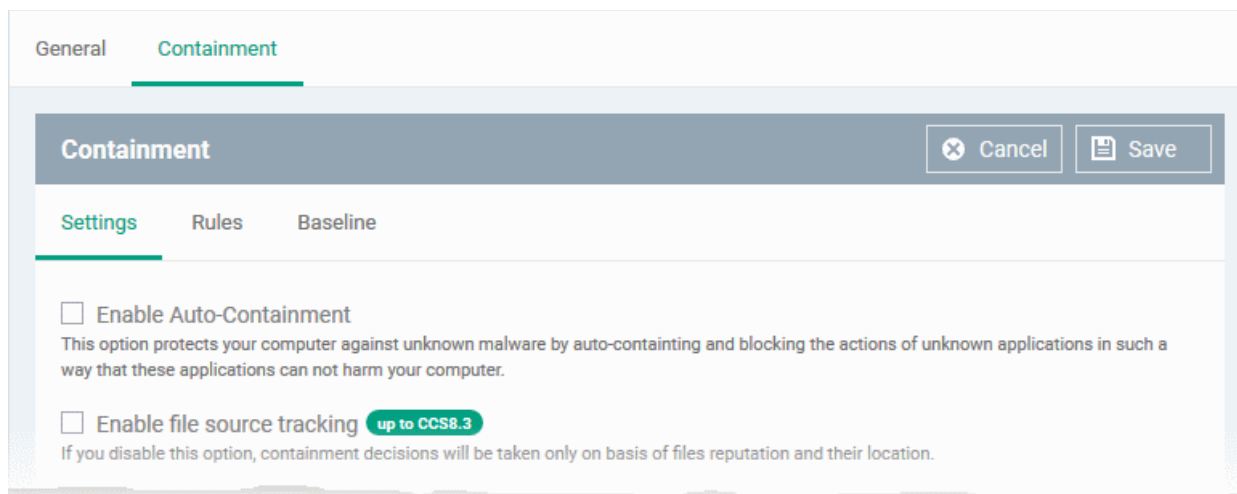 General Containment
Containment Cancel Save
Settings Rules Baseline
Enable Auto-Containment
This option protects your computer against unknown malware by auto-containting and blocking the actions of unknown applications in such a
way that these applications can not harm your computer.
Enable file source tracking up to CCS8.3
If you disable this option, containment decisions will be taken only on basis of files reputation and their location.